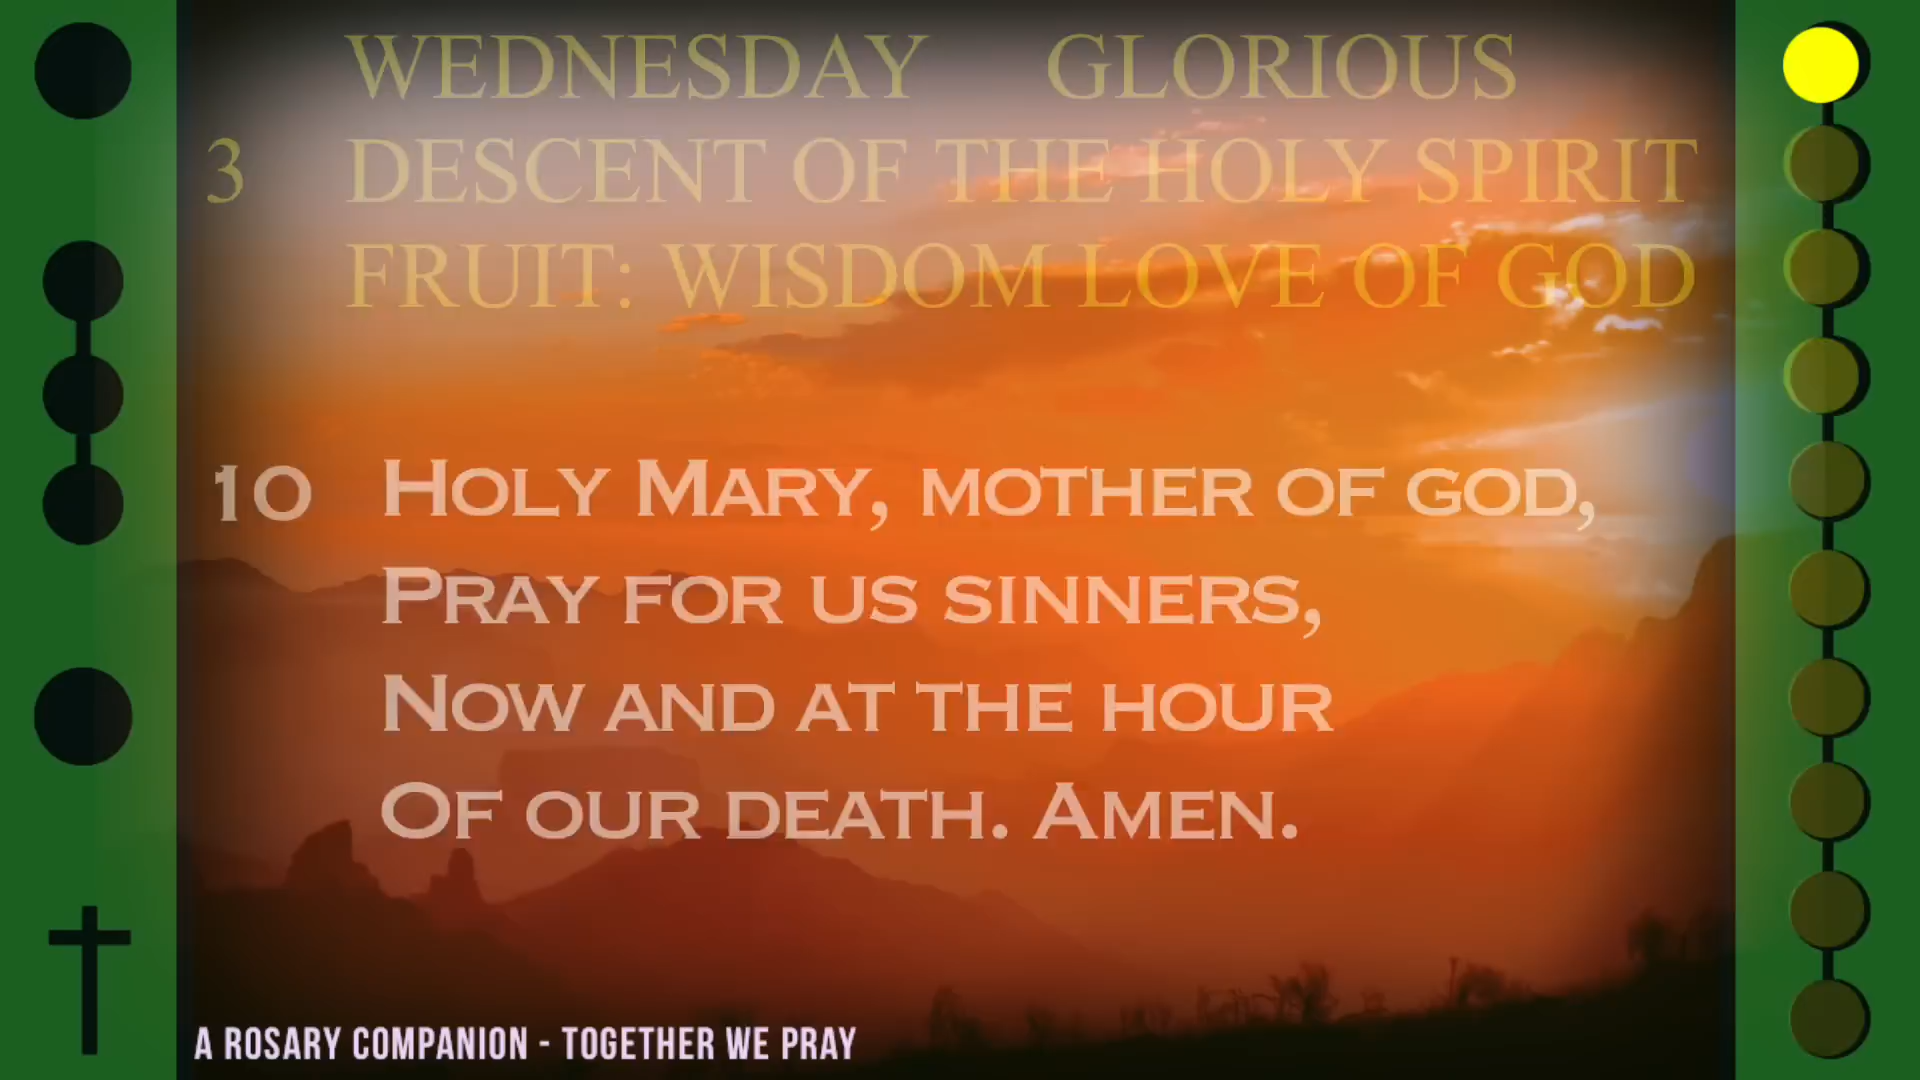 WEDNESDAY GLORIOUS
3 DESCENT OF THE HOLY SPIRIT
FRUIT: WISDOM LOVE OF GOD
10 HOLY MARY, MOTHER OF GOD,
PRAY FOR US SINNERS,
NOW AND AT THE HOUR
OF OUR DEATH. AMEN.
A ROSARY COMPANION - TOGETHER WE PRAY